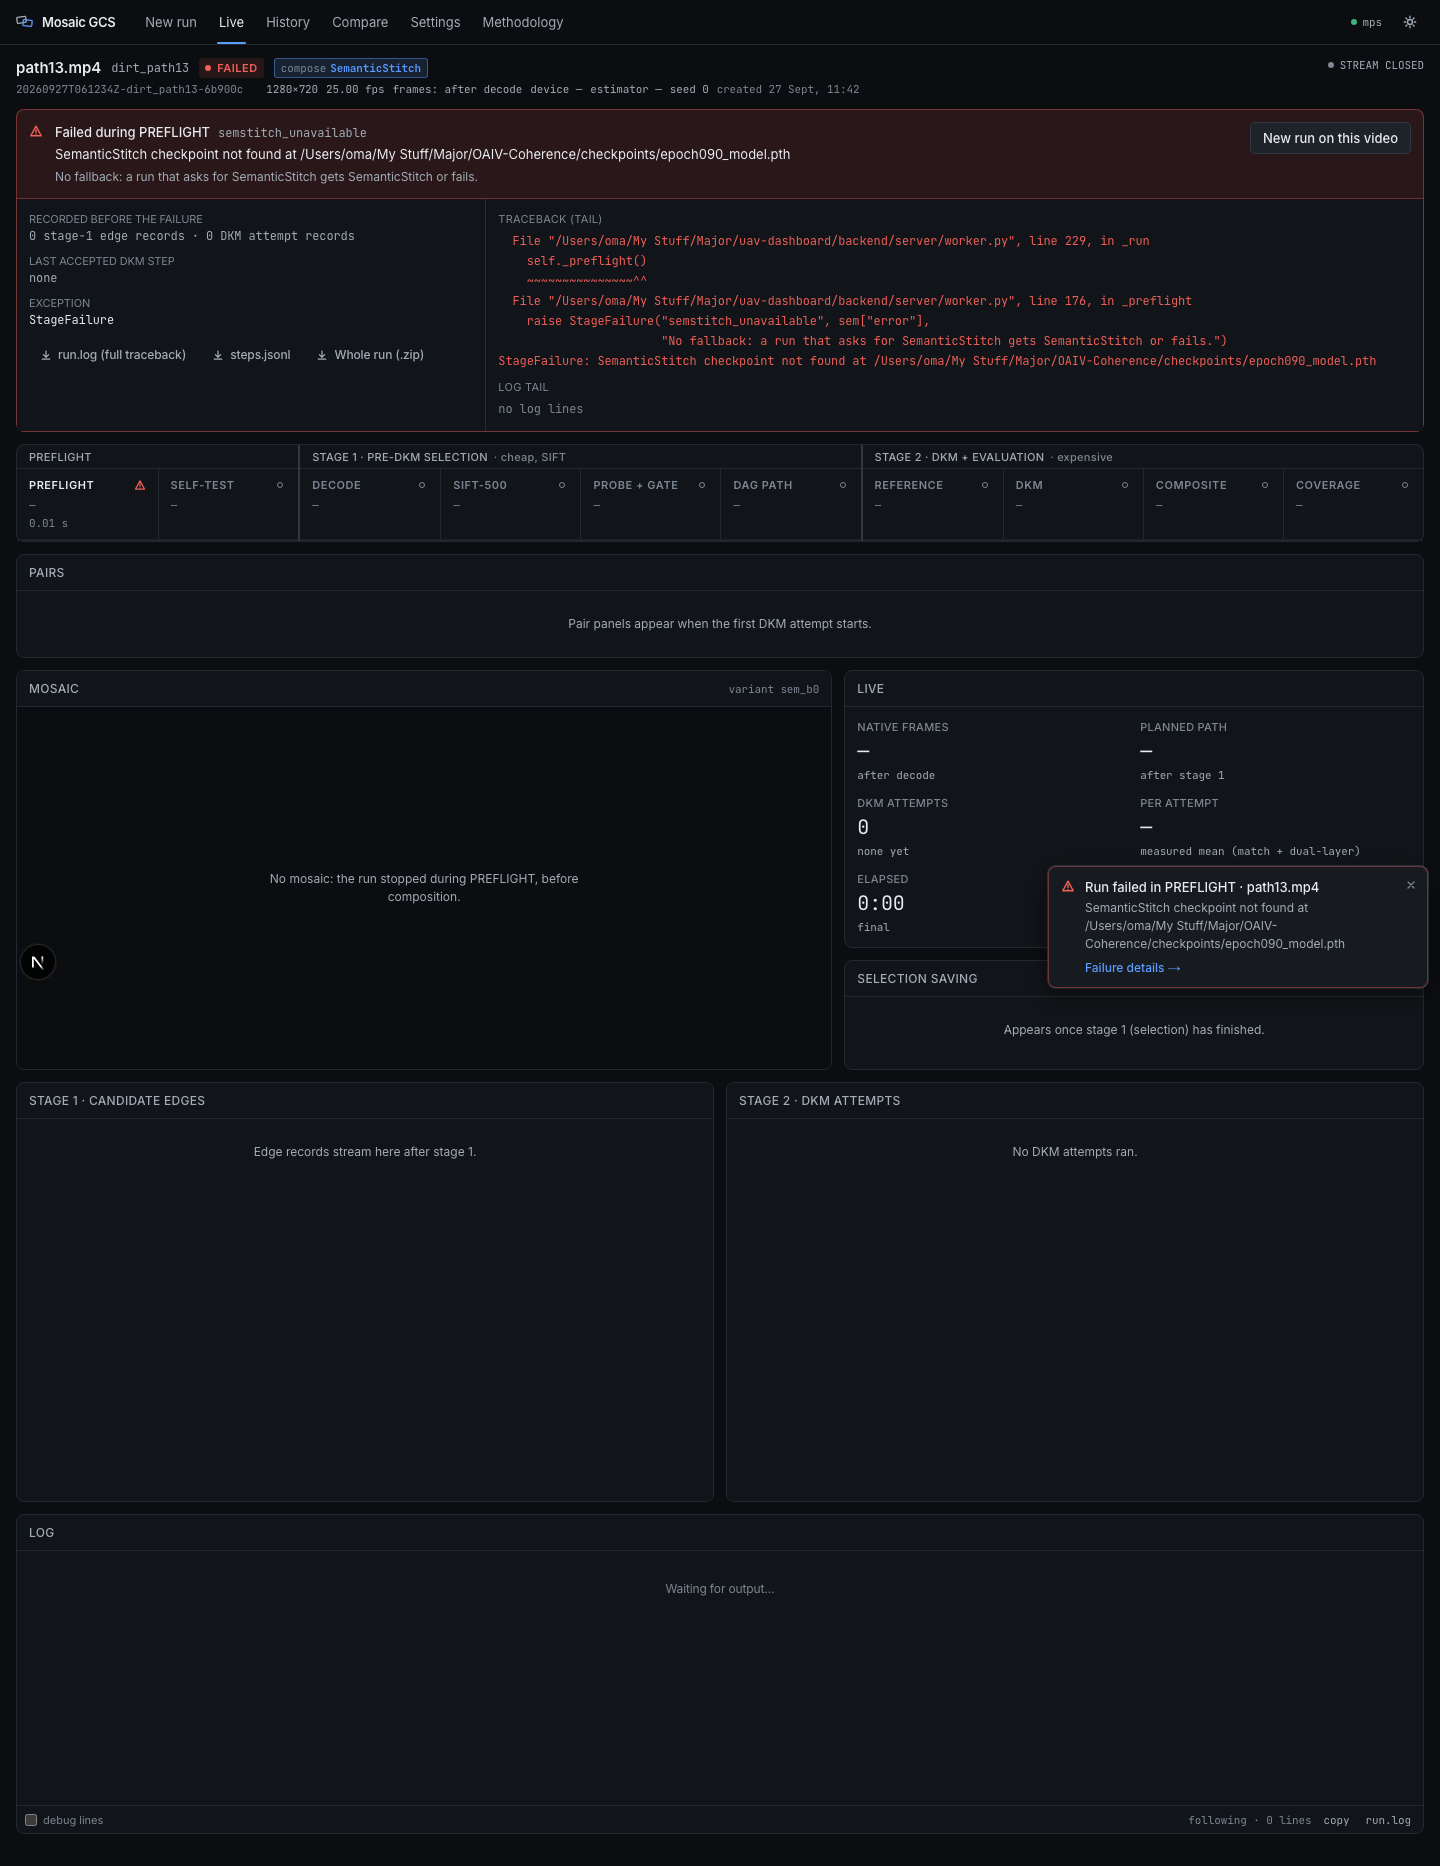 Mosaic GCS New run Live History Compare Settings Methodology mps
path13.mp4 dirt_path13 FAILED compose SemanticStitch STREAM CLOSED
20260927T061234Z-dirt_path13-6b900c 1280×720 25.00 fps frames: after decode device — estimator — seed 0 created 27 Sept, 11:42
Failed during PREFLIGHT semstitch_unavailable
SemanticStitch checkpoint not found at /Users/oma/My Stuff/Major/OAIV-Coherence/checkpoints/epoch090_model.pth
No fallback: a run that asks for SemanticStitch gets SemanticStitch or fails.
New run on this video
RECORDED BEFORE THE FAILURE
0 stage-1 edge records · 0 DKM attempt records
LAST ACCEPTED DKM STEP
none
EXCEPTION
StageFailure
run.log (full traceback) steps.jsonl Whole run (.zip)
TRACEBACK (TAIL)
File "/Users/oma/My Stuff/Major/uav-dashboard/backend/server/worker.py", line 229, in _run
self._preflight()
~~~~~~~~~~~~~~~^^
File "/Users/oma/My Stuff/Major/uav-dashboard/backend/server/worker.py", line 176, in _preflight
raise StageFailure("semstitch_unavailable", sem["error"],
"No fallback: a run that asks for SemanticStitch gets SemanticStitch or fails.")
StageFailure: SemanticStitch checkpoint not found at /Users/oma/My Stuff/Major/OAIV-Coherence/checkpoints/epoch090_model.pth
LOG TAIL
no log lines
PREFLIGHT STAGE 1 · PRE-DKM SELECTION · cheap, SIFT STAGE 2 · DKM + EVALUATION · expensive
PREFLIGHT SELF-TEST DECODE SIFT-500 PROBE + GATE DAG PATH REFERENCE DKM COMPOSITE COVERAGE
— — — — — — — — — —
0.01 s
PAIRS
Pair panels appear when the first DKM attempt starts.
MOSAIC variant sem_b0
No mosaic: the run stopped during PREFLIGHT, before
composition.
N
LIVE
NATIVE FRAMES PLANNED PATH
— —
after decode after stage 1
DKM ATTEMPTS PER ATTEMPT
0 —
none yet measured mean (match + dual-layer)
ELAPSED
0:00
final
Run failed in PREFLIGHT · path13.mp4
SemanticStitch checkpoint not found at
/Users/oma/My Stuff/Major/OAIV-
Coherence/checkpoints/epoch090_model.pth
Failure details →
SELECTION SAVING
Appears once stage 1 (selection) has finished.
STAGE 1 · CANDIDATE EDGES
Edge records stream here after stage 1.
STAGE 2 · DKM ATTEMPTS
No DKM attempts ran.
LOG
Waiting for output…
debug lines following · 0 lines copy run.log